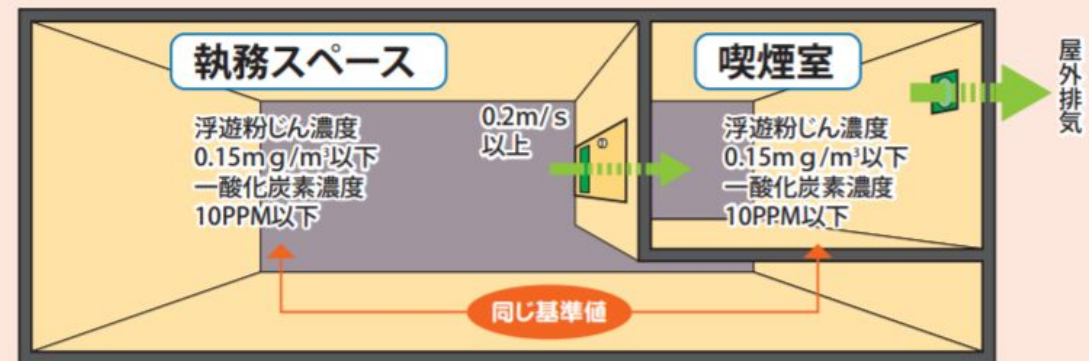 執務スペース
浮遊粉じん濃度
0.15mg/m³以下
一酸化炭素濃度
10PPM以下
0.2m/s
以上
喫煙室
浮遊粉じん濃度
0.15mg/m³以下
一酸化炭素濃度
10PPM以下
屋外排気
同じ基準値